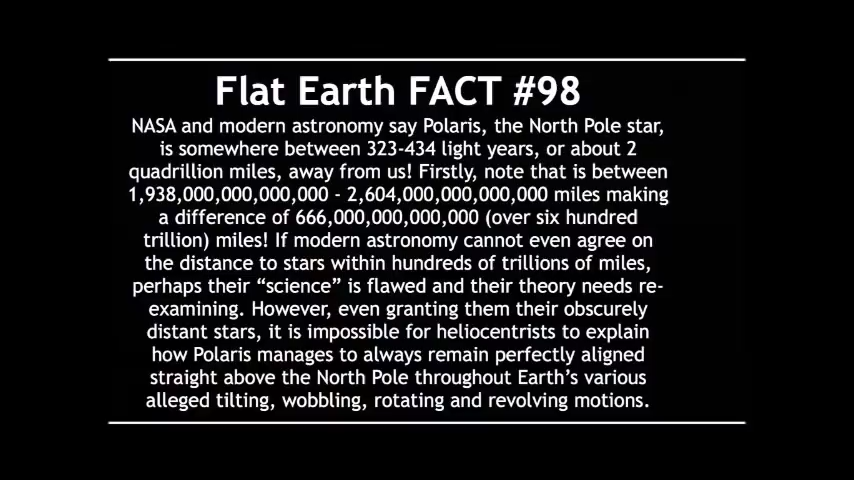 Flat Earth FACT #98
NASA and modern astronomy say Polaris, the North Pole star,
is somewhere between 323-434 light years, or about 2
quadrillion miles, away from us! Firstly, note that is between
1,938,000,000,000,000 - 2,604,000,000,000,000 miles making
a difference of 666,000,000,000,000 (over six hundred
trillion) miles! If modern astronomy cannot even agree on
the distance to stars within hundreds of trillions of miles,
perhaps their “science” is flawed and their theory needs re-
examining. However, even granting them their obscurely
distant stars, it is impossible for heliocentrists to explain
how Polaris manages to always remain perfectly aligned
straight above the North Pole throughout Earth’s various
alleged tilting, wobbling, rotating and revolving motions.